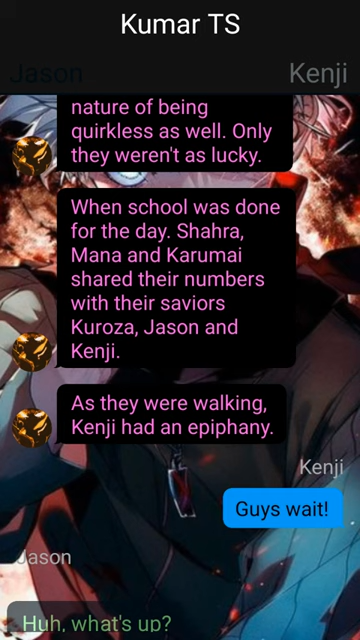 Kumar TS
Jason
Kenji
nature of being
quirkless as well. Only
they weren't as lucky.
When school was done
for the day. Shahra,
Mana and Karumai
shared their numbers
with their saviors
Kuroza, Jason and
Kenji.
As they were walking,
Kenji had an epiphany.
Kenji
Guys wait!
Jason
Huh, what's up?